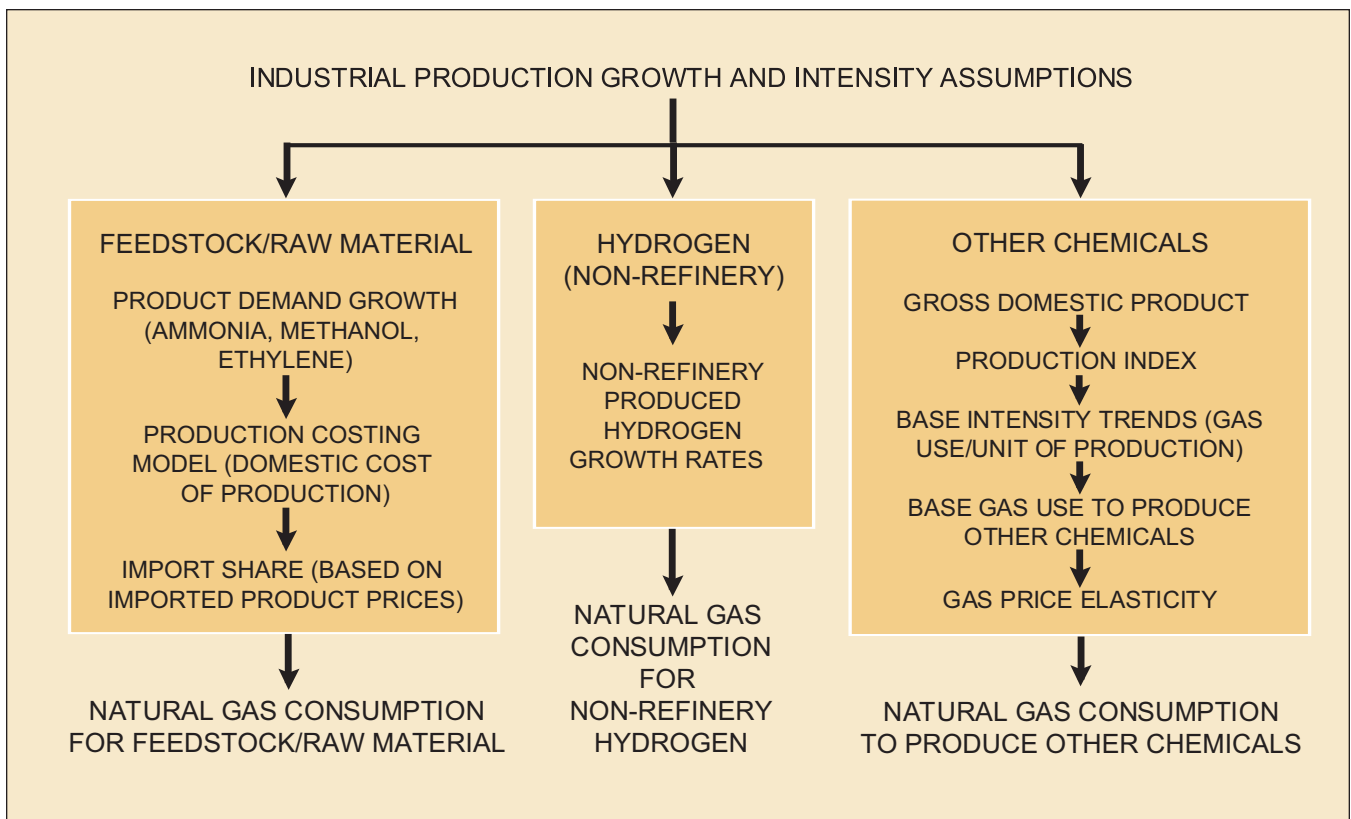 INDUSTRIAL PRODUCTION GROWTH AND INTENSITY ASSUMPTIONS
FEEDSTOCK/RAW MATERIAL
PRODUCT DEMAND GROWTH
(AMMONIA, METHANOL,
ETHYLENE)
PRODUCTION COSTING
MODEL (DOMESTIC COST
OF PRODUCTION)
IMPORT SHARE (BASED ON
IMPORTED PRODUCT PRICES)
NATURAL GAS CONSUMPTION
FOR FEEDSTOCK/RAW MATERIAL
HYDROGEN
(NON-REFINERY)
NON-REFINERY
PRODUCED
HYDROGEN
GROWTH RATES
NATURAL GAS
CONSUMPTION
FOR
NON-REFINERY
HYDROGEN
OTHER CHEMICALS
GROSS DOMESTIC PRODUCT
PRODUCTION INDEX
BASE INTENSITY TRENDS (GAS
USE/UNIT OF PRODUCTION)
BASE GAS USE TO PRODUCE
OTHER CHEMICALS
GAS PRICE ELASTICITY
NATURAL GAS CONSUMPTION
TO PRODUCE OTHER CHEMICALS